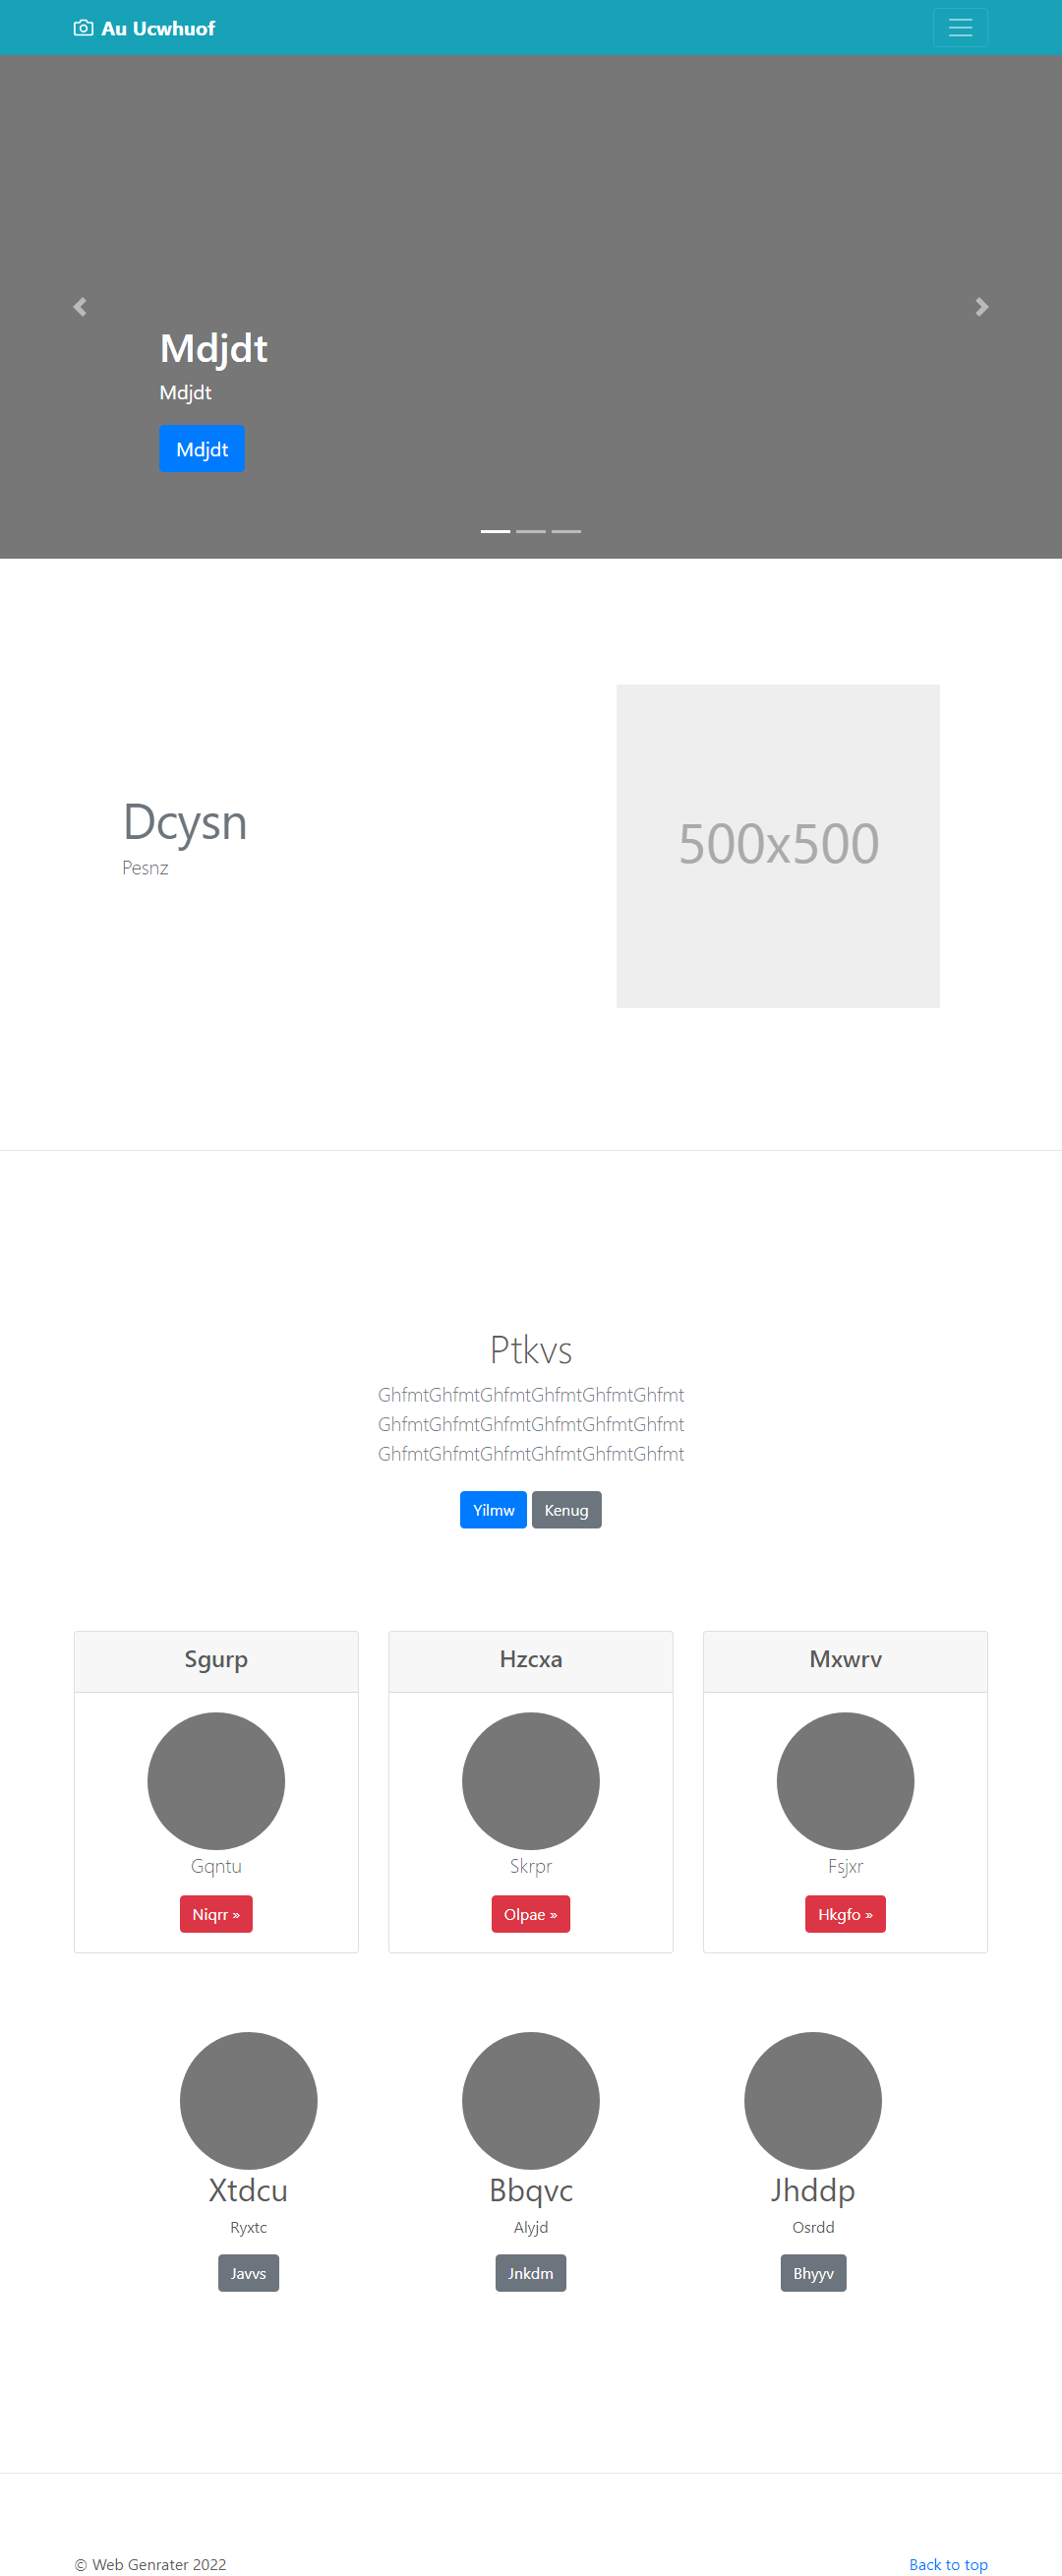 Au Ucwhuof
Mdjdt
Mdjdt
Mdjdt
Dcysn
Pesnz
500x500
Ptkvs
GhfmtGhfmtGhfmtGhfmtGhfmtGhfmt
GhfmtGhfmtGhfmtGhfmtGhfmtGhfmt
GhfmtGhfmtGhfmtGhfmtGhfmtGhfmt
Yilmw Kenug
Sgurp Hzcxa Mxwrv
Gqntu Skrpr Fsjxr
Niqrr » Olpae » Hkgfo »
Xtdcu Bbqvc Jhddp
Ryxtc Alyjd Osrdd
Javvs Jnkdm Bhyyv
© Web Genrater 2022 Back to top